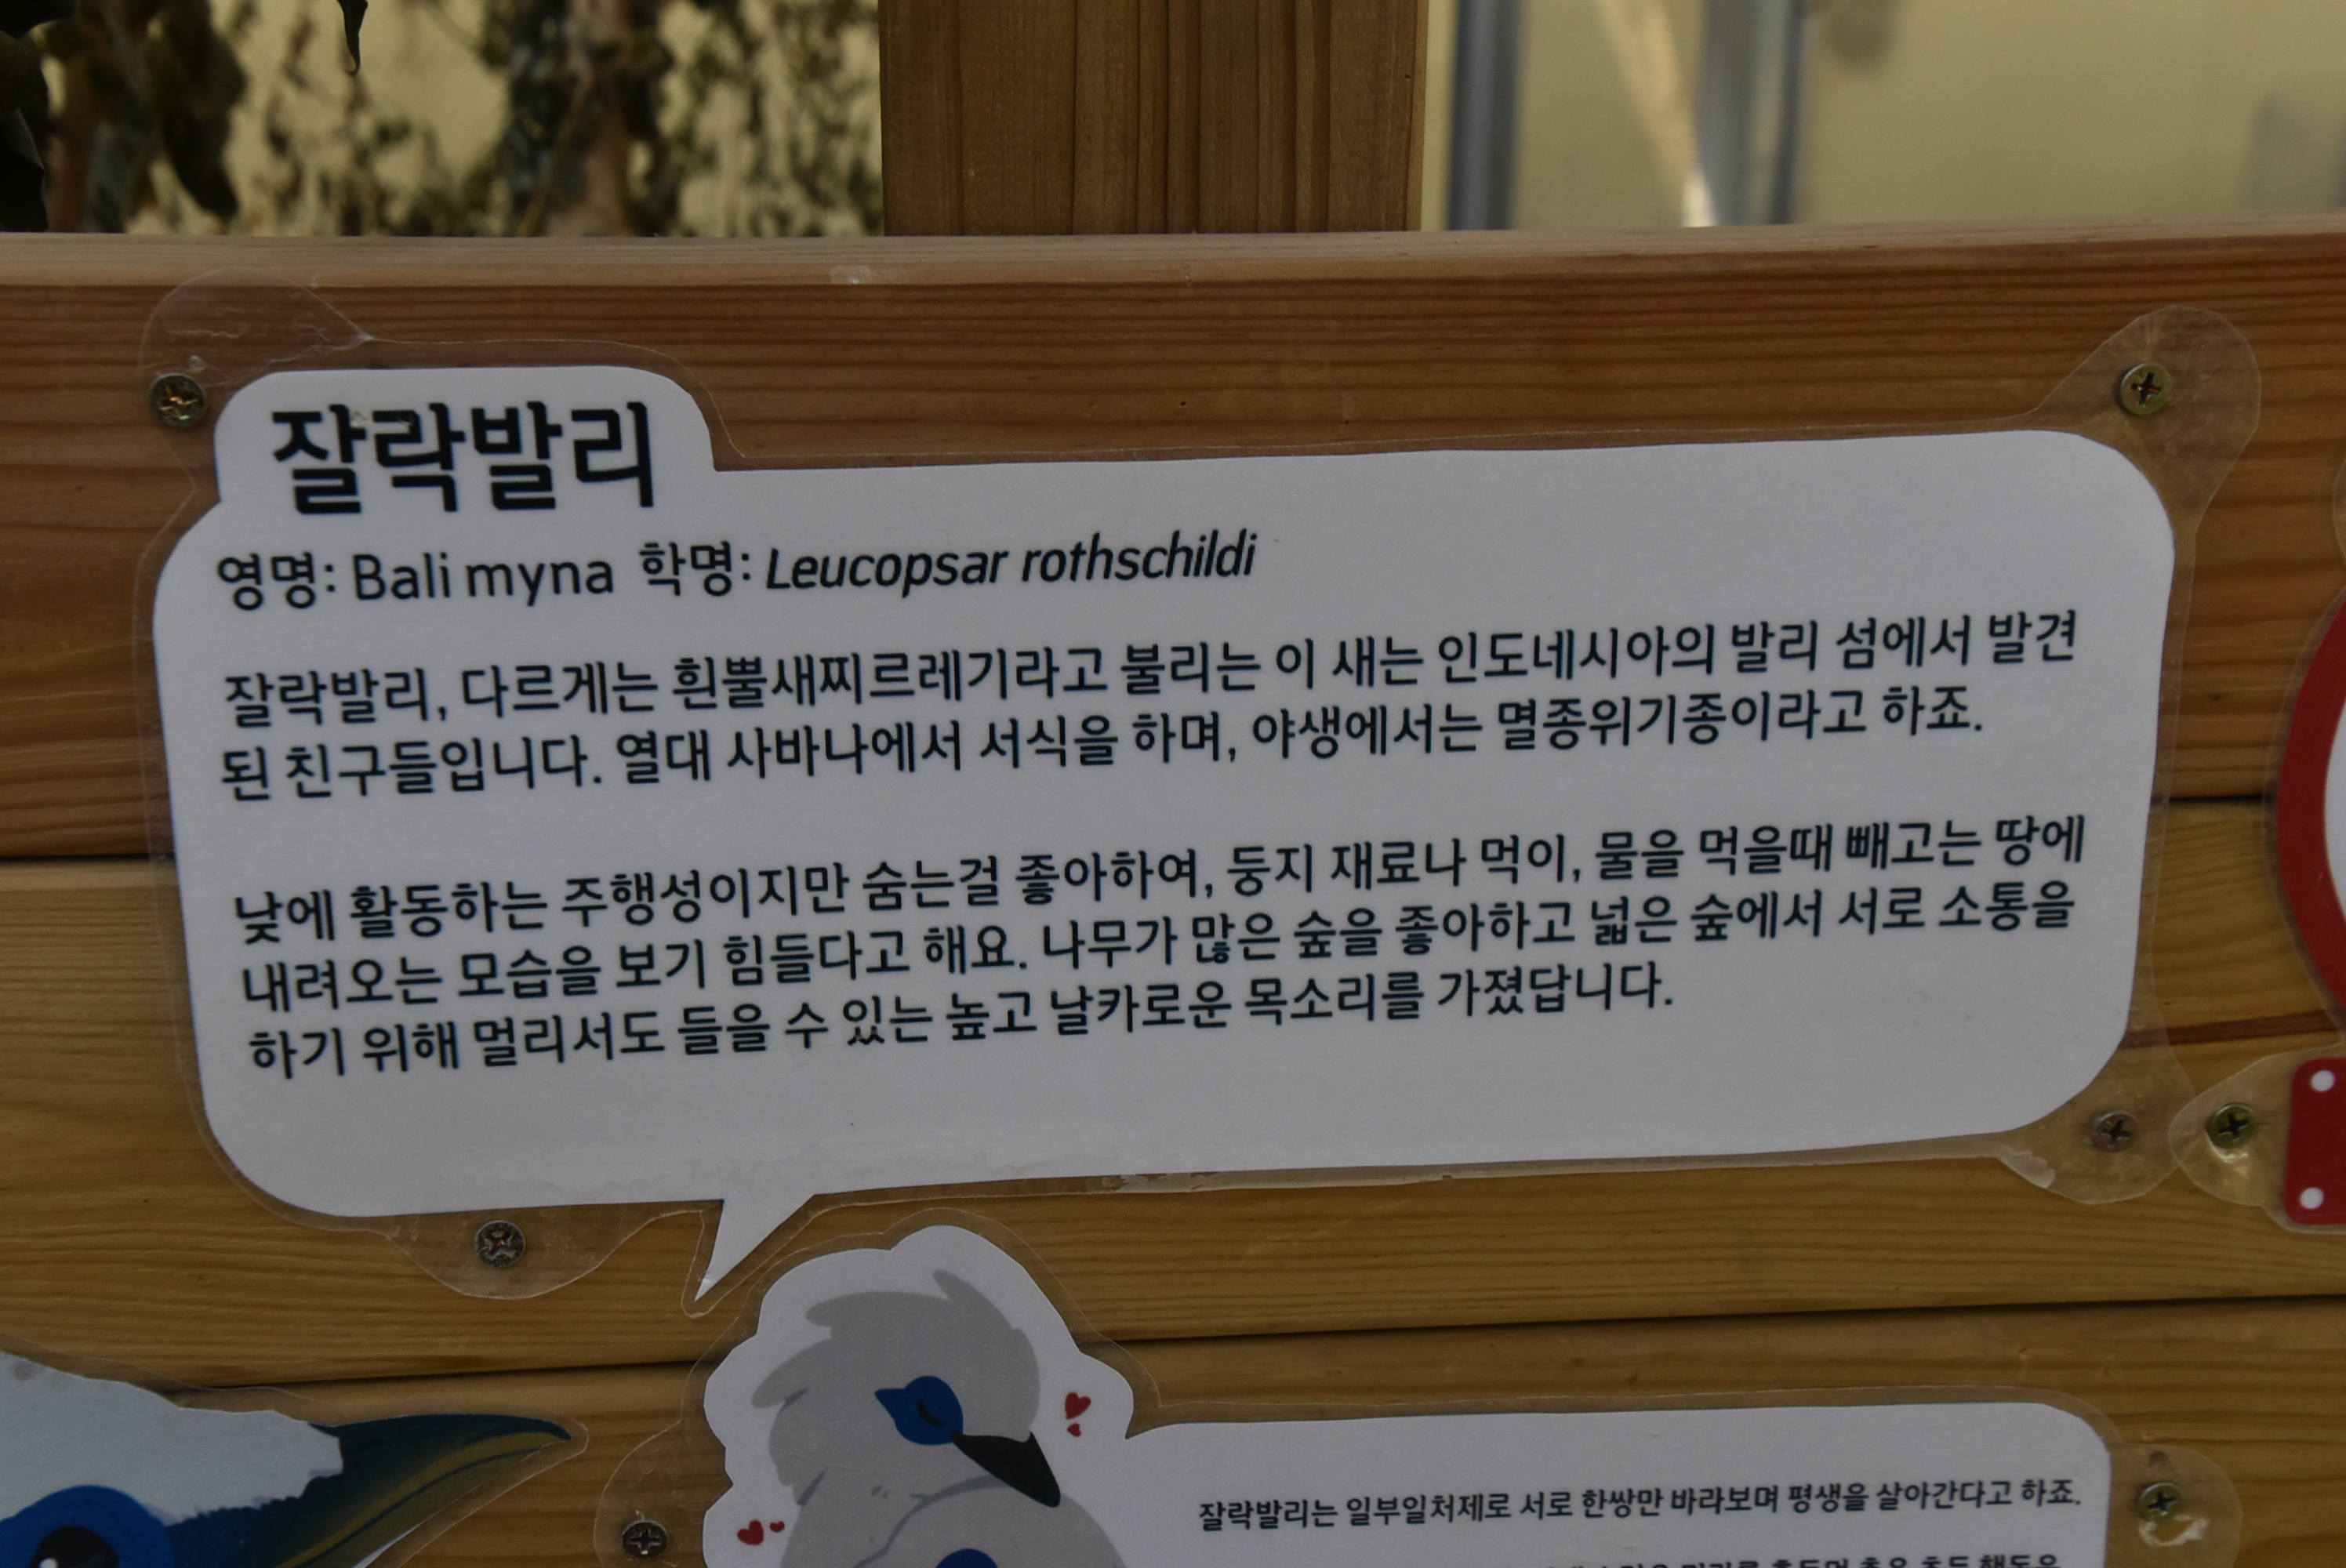 잘락발리
영명: Bali myna 학명: Leucopsar rothschildi
잘락발리, 다르게는 흰뿔새찌르레기라고 불리는 이 새는 인도네시아의 발리 섬에서 발견
된 친구들입니다. 열대 사바나에서 서식을 하며, 야생에서는 멸종위기종이라고 하죠.
낮에 활동하는 주행성이지만 숨는걸 좋아하여, 둥지 재료나 먹이, 물을 먹을때 빼고는 땅에
내려오는 모습을 보기 힘들다고 해요. 나무가 많은 숲을 좋아하고 넓은 숲에서 서로 소통을
하기 위해 멀리서도 들을 수 있는 높고 날카로운 목소리를 가졌답니다.
잘락발리는 일부일처제로 서로 한쌍만 바라보며 평생을 살아간다고 하죠.